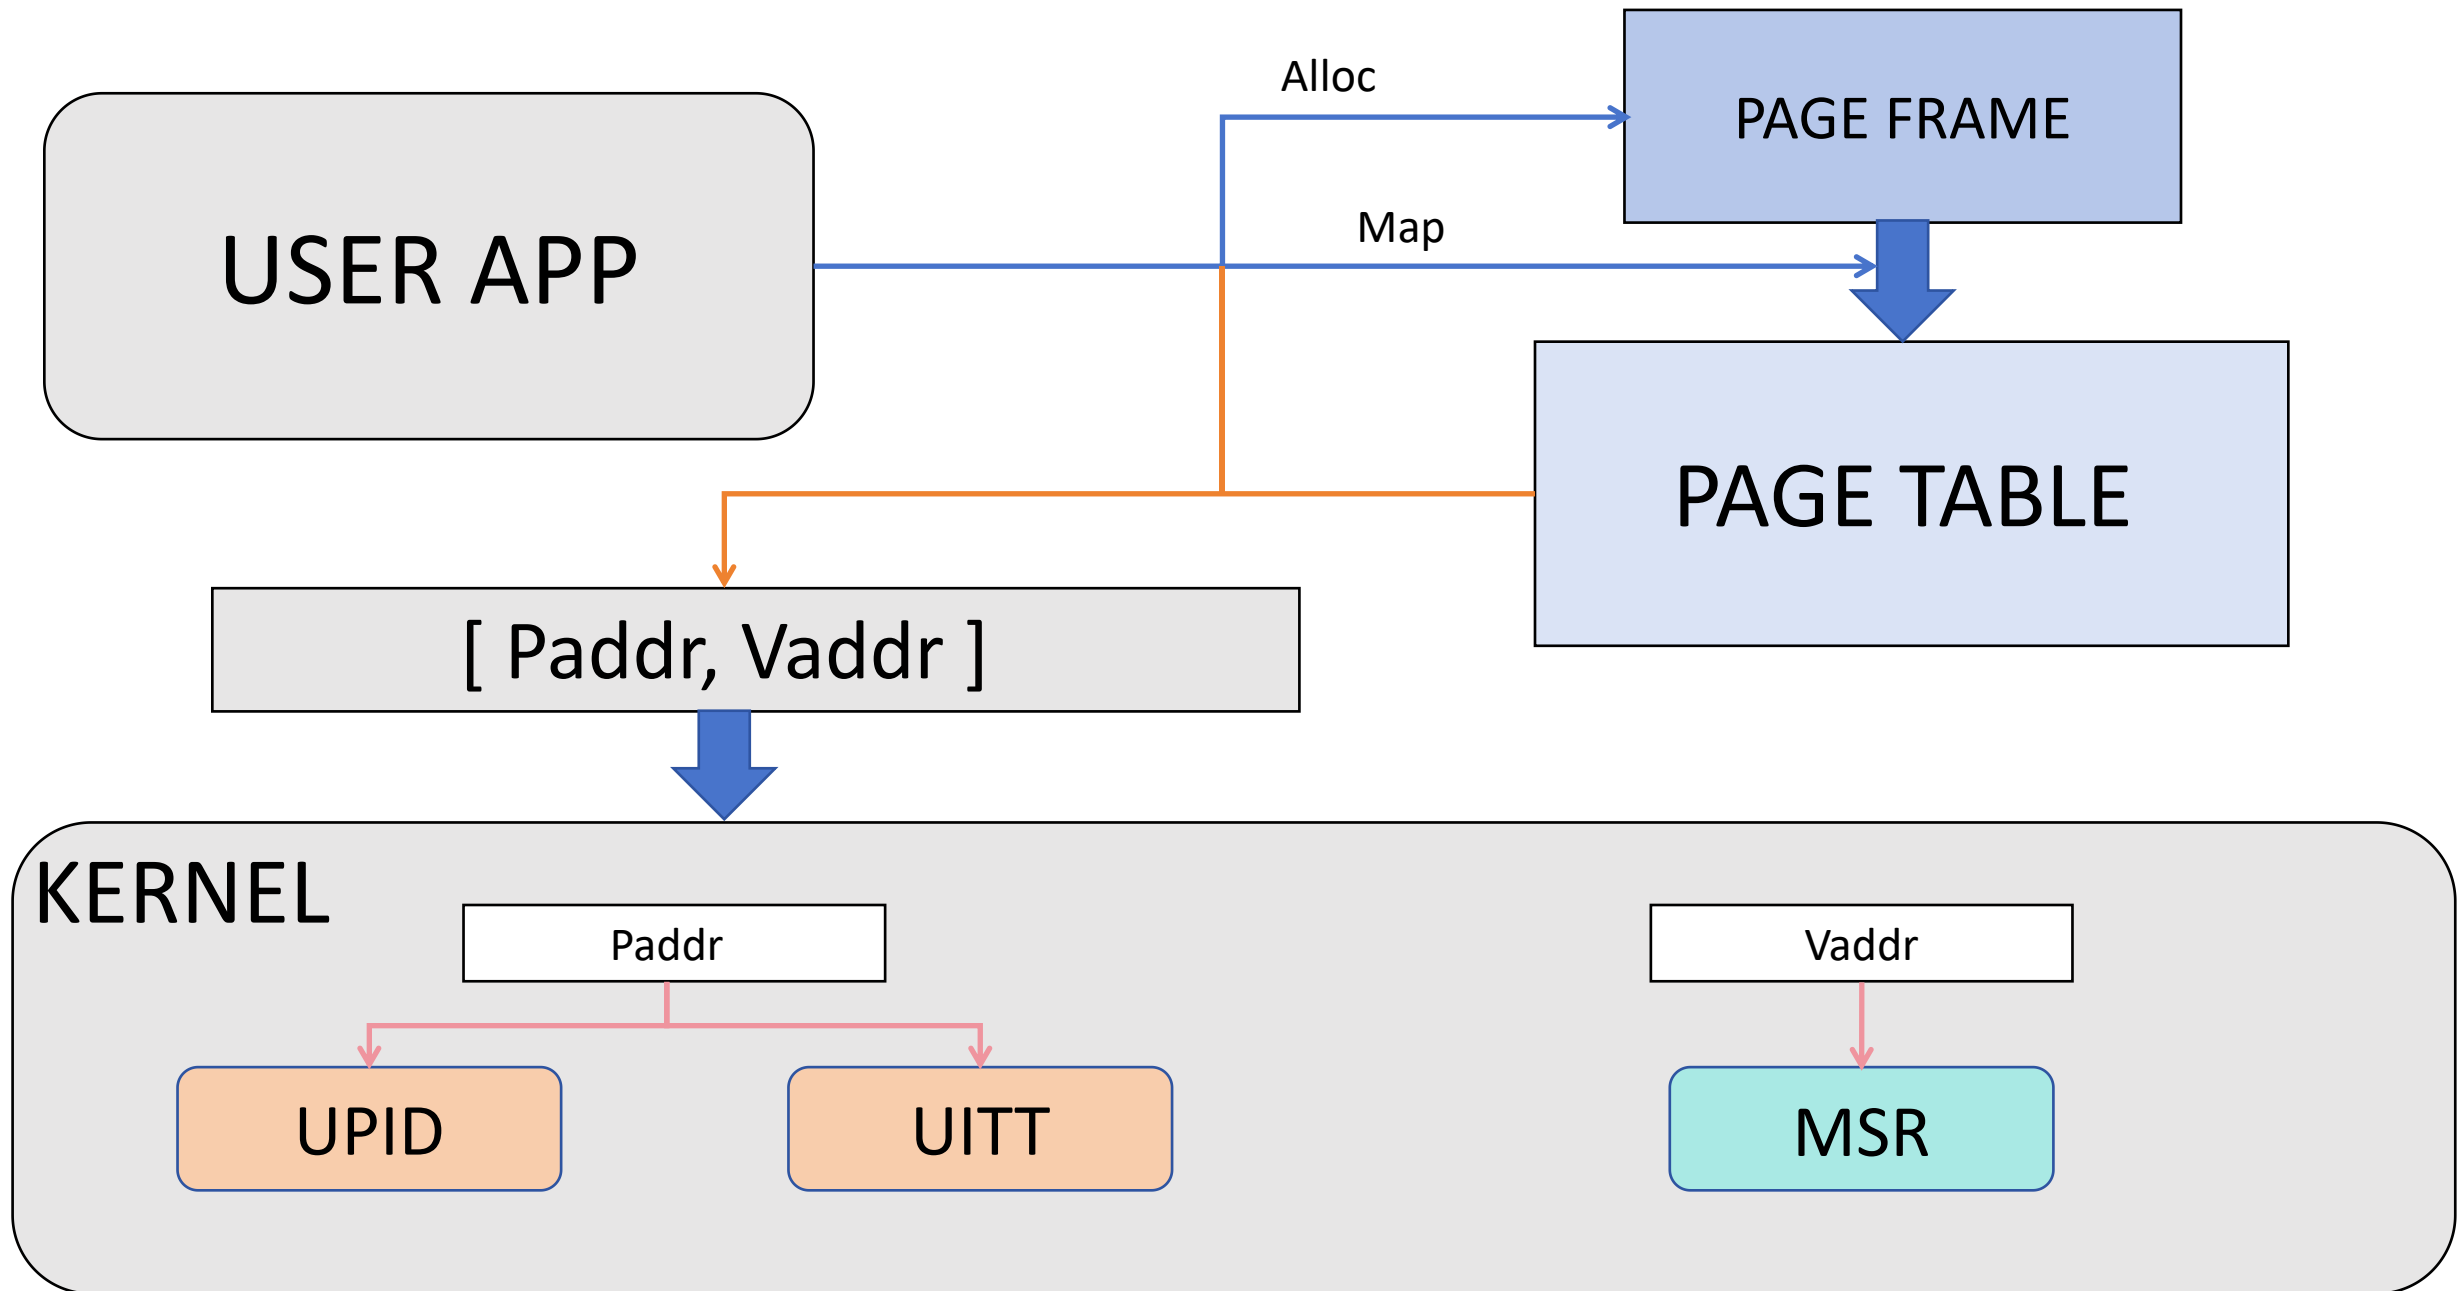 Alloc
PAGE FRAME
Map
USER APP
PAGE TABLE
[ Paddr, Vaddr ]
KERNEL
Paddr
Vaddr
UPID
UITT
MSR